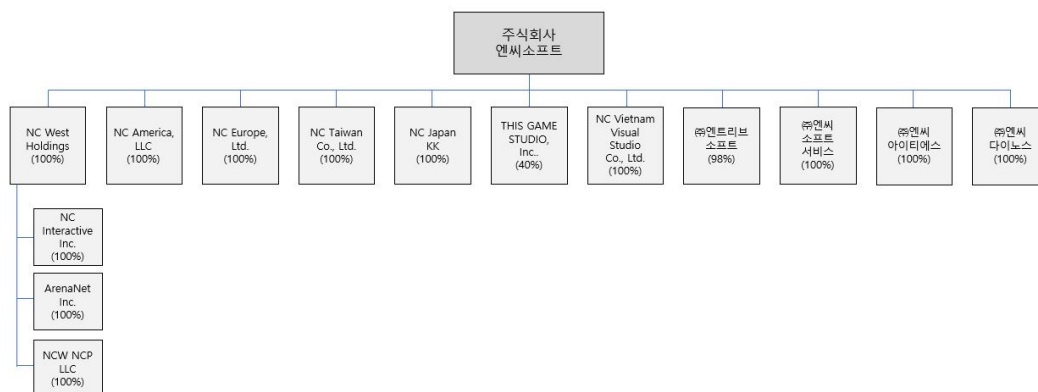 주식회사
엔씨소프트
NC West
Holdings
(100%)
NC America,
LLC
(100%)
NC Europe,
Ltd.
(100%)
NC Taiwan
Co., Ltd.
(100%)
NC Japan
KK
(100%)
THIS GAME
STUDIO,
Inc..
(40%)
NC Vietnam
Visual
Studio
Co., Ltd.
(100%)
㈜엔트리브
소프트
(98%)
㈜엔씨
소프트
서비스
(100%)
㈜엔씨
아이티에스
(100%)
㈜엔씨
다이노스
(100%)
NC
Interactive
Inc.
(100%)
ArenaNet
Inc.
(100%)
NCW NCP
LLC
(100%)